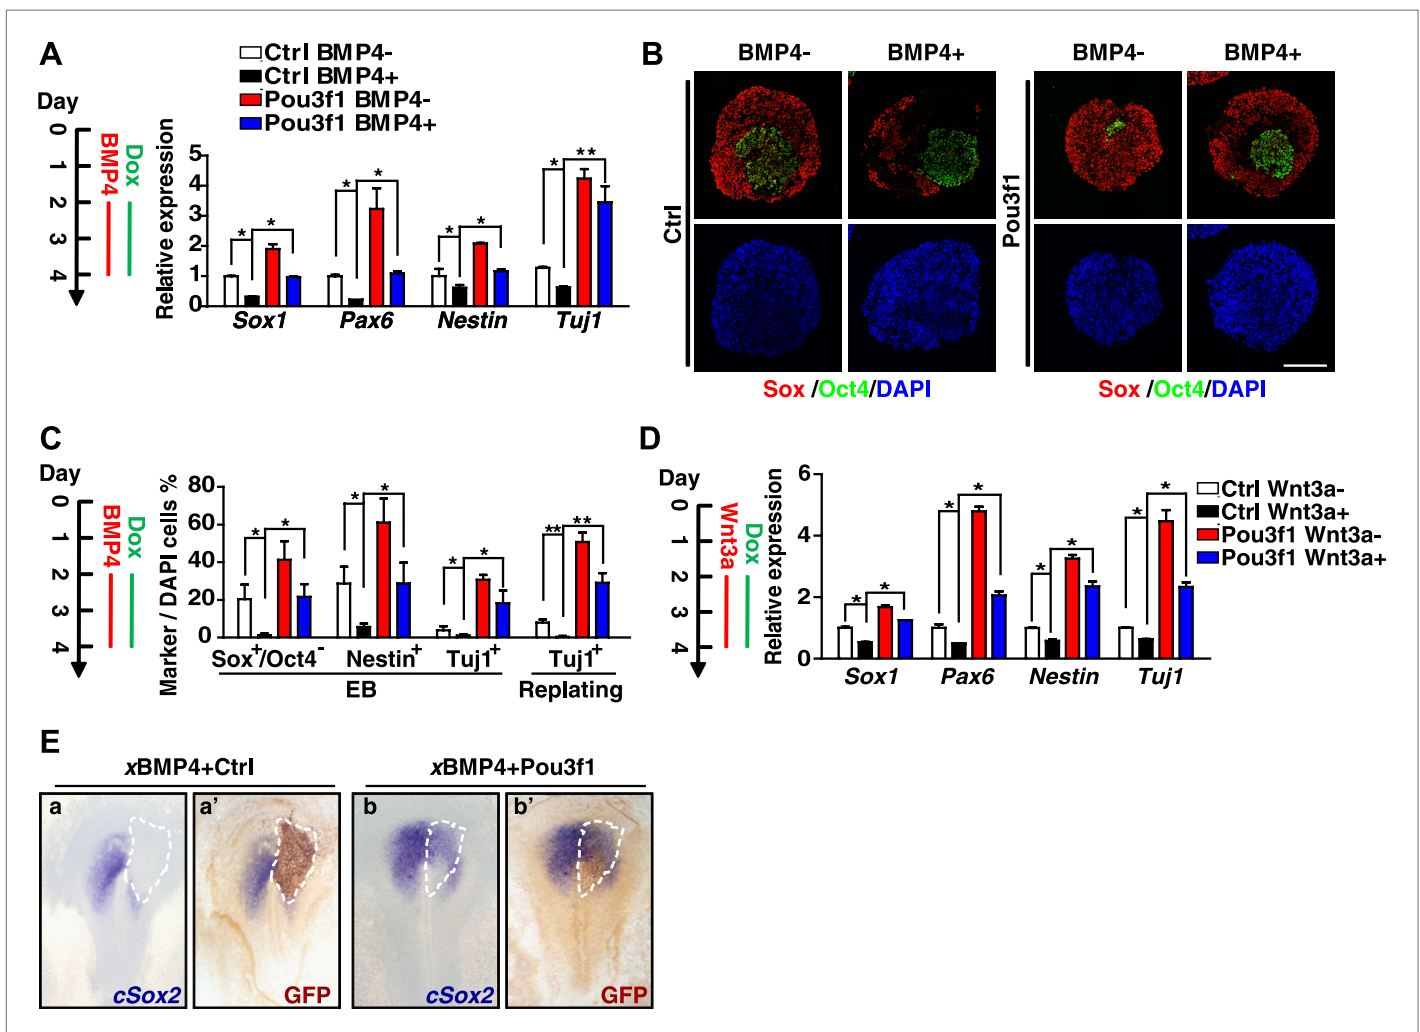 A
Ctrl BMP4-
Ctrl BMP4+
Pou3f1 BMP4-
Pou3f1 BMP4+
Day
0
1
2
3
4
BMP4
Dox
Relative expression
5
4
3
2
1
0
* * * * * * * **
Sox1 Pax6 Nestin Tuj1
B
BMP4- BMP4+ BMP4- BMP4+
Ctrl
Pou3f1
Sox /Oct4/DAPI Sox /Oct4/DAPI
C
Day
0
1
2
3
4
BMP4
Dox
Marker / DAPI cells %
80
60
40
20
0
* * * * * * ** **
Sox+/Oct4- Nestin+ Tuj1+ Tuj1+
EB Replating
D
Day
0
1
2
3
4
Wnt3a
Dox
Relative expression
6
4
2
0
* * * * * * * *
Sox1 Pax6 Nestin Tuj1
Ctrl Wnt3a-
Ctrl Wnt3a+
Pou3f1 Wnt3a-
Pou3f1 Wnt3a+
E
xBMP4+Ctrl xBMP4+Pou3f1
a a' b b'
cSox2 GFP cSox2 GFP